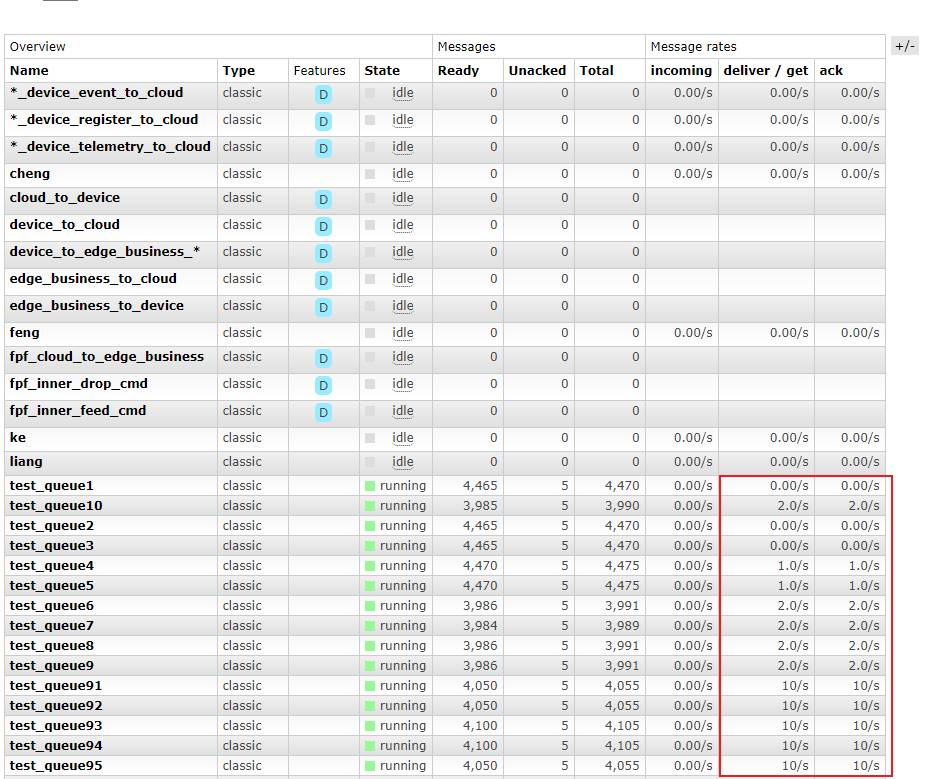 Overview Messages Message rates +/-
Name Type Features State Ready Unacked Total incoming deliver / get ack
*_device_event_to_cloud classic D idle 0 0 0 0.00/s 0.00/s 0.00/s
*_device_register_to_cloud classic D idle 0 0 0 0.00/s 0.00/s 0.00/s
*_device_telemetry_to_cloud classic D idle 0 0 0 0.00/s 0.00/s 0.00/s
cheng classic idle 0 0 0 0.00/s 0.00/s 0.00/s
cloud_to_device classic D idle 0 0 0
device_to_cloud classic D idle 0 0 0
device_to_edge_business_* classic D idle 0 0 0
edge_business_to_cloud classic D idle 0 0 0
edge_business_to_device classic D idle 0 0 0
feng classic idle 0 0 0 0.00/s 0.00/s 0.00/s
fpf_cloud_to_edge_business classic D idle 0 0 0
fpf_inner_drop_cmd classic D idle 0 0 0
fpf_inner_feed_cmd classic D idle 0 0 0
ke classic idle 0 0 0 0.00/s 0.00/s 0.00/s
liang classic idle 0 0 0 0.00/s 0.00/s 0.00/s
test_queue1 classic running 4,465 5 4,470 0.00/s 0.00/s 0.00/s
test_queue10 classic running 3,985 5 3,990 0.00/s 2.0/s 2.0/s
test_queue2 classic running 4,465 5 4,470 0.00/s 0.00/s 0.00/s
test_queue3 classic running 4,465 5 4,470 0.00/s 0.00/s 0.00/s
test_queue4 classic running 4,470 5 4,475 0.00/s 1.0/s 1.0/s
test_queue5 classic running 4,470 5 4,475 0.00/s 1.0/s 1.0/s
test_queue6 classic running 3,986 5 3,991 0.00/s 2.0/s 2.0/s
test_queue7 classic running 3,984 5 3,989 0.00/s 2.0/s 2.0/s
test_queue8 classic running 3,986 5 3,991 0.00/s 2.0/s 2.0/s
test_queue9 classic running 3,986 5 3,991 0.00/s 2.0/s 2.0/s
test_queue91 classic running 4,050 5 4,055 0.00/s 10/s 10/s
test_queue92 classic running 4,050 5 4,055 0.00/s 10/s 10/s
test_queue93 classic running 4,100 5 4,105 0.00/s 10/s 10/s
test_queue94 classic running 4,100 5 4,105 0.00/s 10/s 10/s
test_queue95 classic running 4,050 5 4,055 0.00/s 10/s 10/s